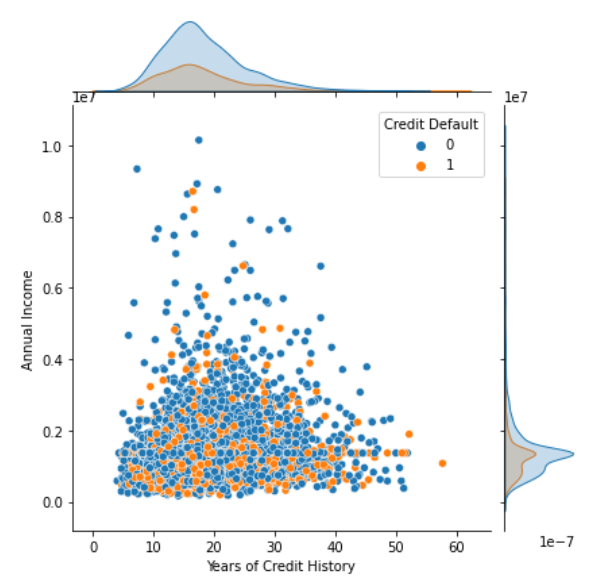 1e7
1e7
Credit Default
0
1
1.0
0.8
0.6
0.4
0.2
0.0
Annual Income
0 10 20 30 40 50 60
Years of Credit History
1e−7